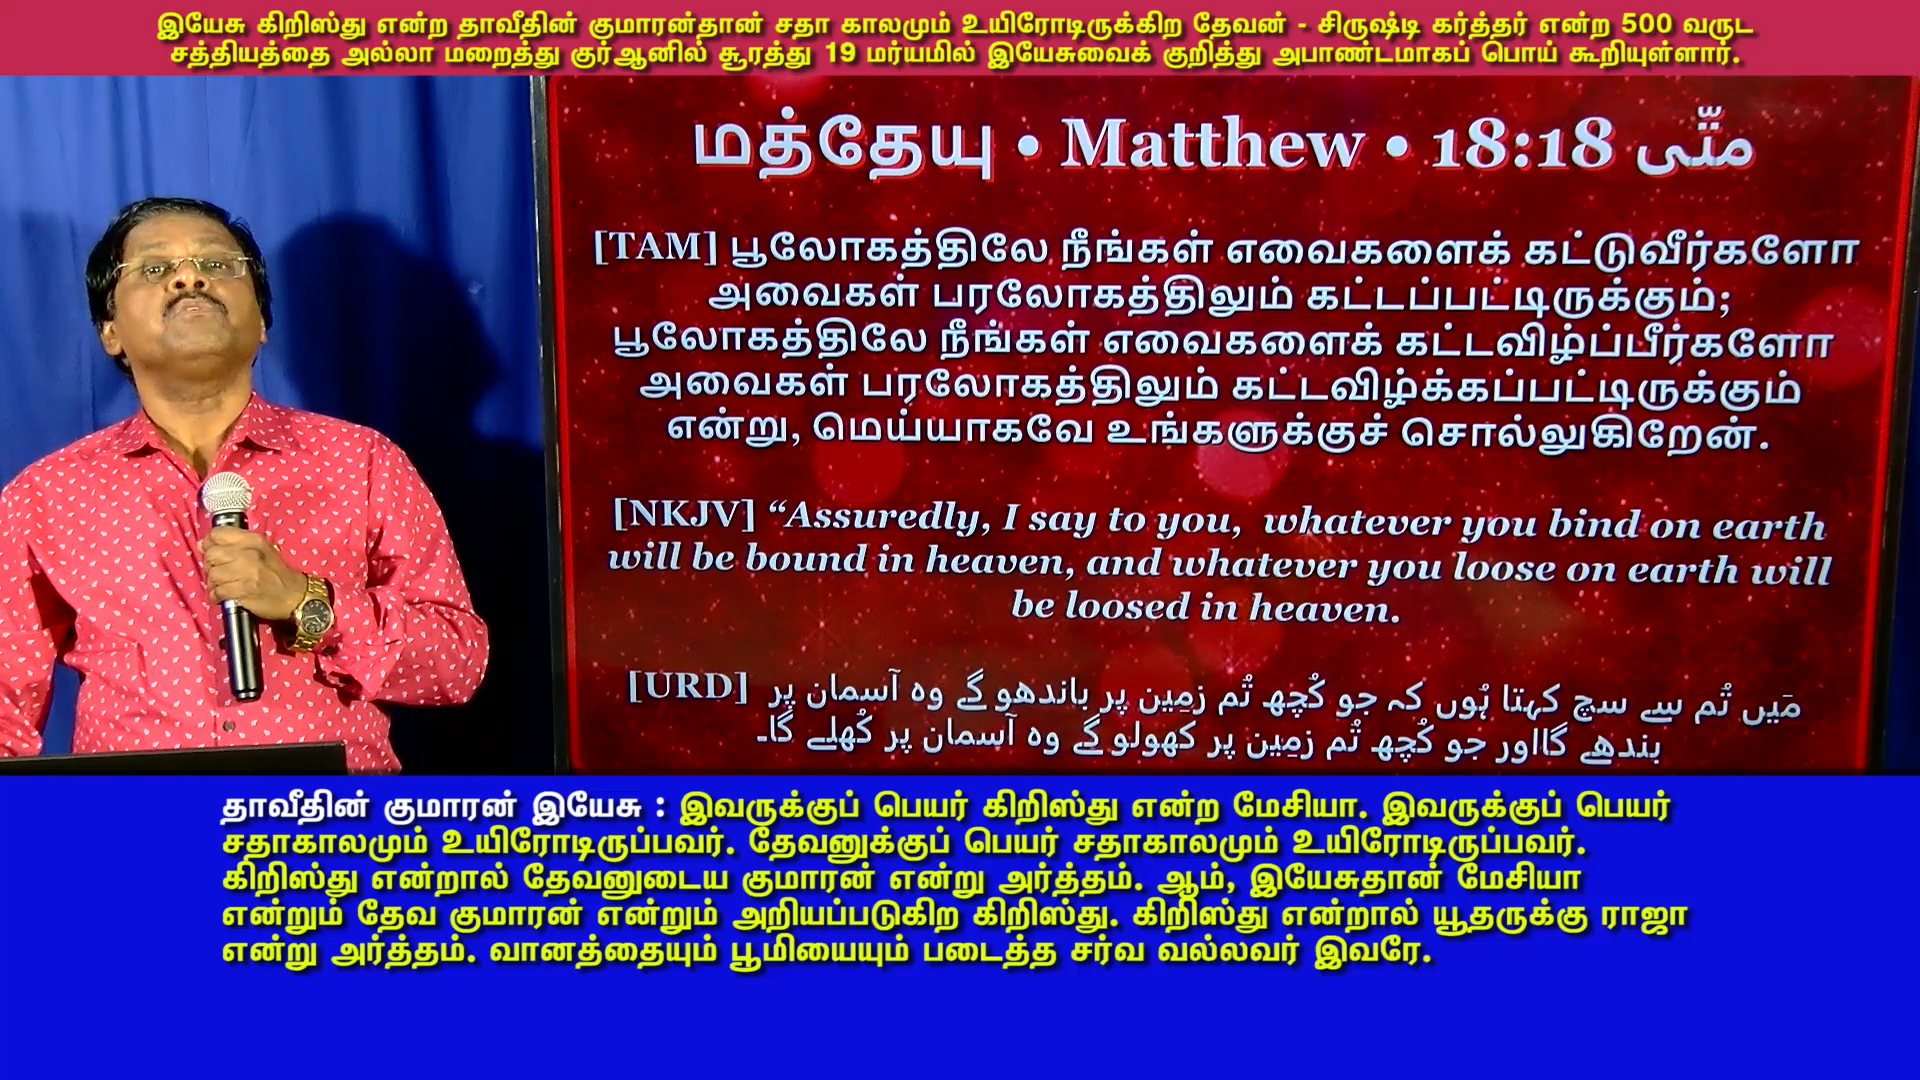 இயேசு கிறிஸ்து என்ற தாவீதின் குமாரன்தான் சதா காலமும் உயிரோடிருக்கிற தேவன் - சிருஷ்டி கர்த்தர் என்ற 500 வருட
சத்தியத்தை அல்லா மறைத்து குர்ஆனில் சூரத்து 19 மர்யமில் இயேசுவைக் குறித்து அபாண்டமாகப் பொய் கூறியுள்ளார்.
மத்தேயு • Matthew • 18:18 متّی
[TAM] பூலோகத்திலே நீங்கள் எவைகளைக் கட்டுவீர்களோ
அவைகள் பரலோகத்திலும் கட்டப்பட்டிருக்கும்;
பூலோகத்திலே நீங்கள் எவைகளைக் கட்டவிழ்ப்பீர்களோ
அவைகள் பரலோகத்திலும் கட்டவிழ்க்கப்பட்டிருக்கும்
என்று, மெய்யாகவே உங்களுக்குச் சொல்லுகிறேன்.
[NKJV] “Assuredly, I say to you, whatever you bind on earth
will be bound in heaven, and whatever you loose on earth will
be loosed in heaven.
[URD] مَیں تُم سے سچ کہتا ہُوں کہ جو کُچھ تُم زمِین پر باندھو گے وہ آسمان پر
بندھے گااور جو کُچھ تُم زمِین پر کھولو گے وہ آسمان پر کُھلے گا۔
தாவீதின் குமாரன் இயேசு : இவருக்குப் பெயர் கிறிஸ்து என்ற மேசியா. இவருக்குப் பெயர்
சதாகாலமும் உயிரோடிருப்பவர். தேவனுக்குப் பெயர் சதாகாலமும் உயிரோடிருப்பவர்.
கிறிஸ்து என்றால் தேவனுடைய குமாரன் என்று அர்த்தம். ஆம், இயேசுதான் மேசியா
என்றும் தேவ குமாரன் என்றும் அறியப்படுகிற கிறிஸ்து. கிறிஸ்து என்றால் யூதருக்கு ராஜா
என்று அர்த்தம். வானத்தையும் பூமியையும் படைத்த சர்வ வல்லவர் இவரே.